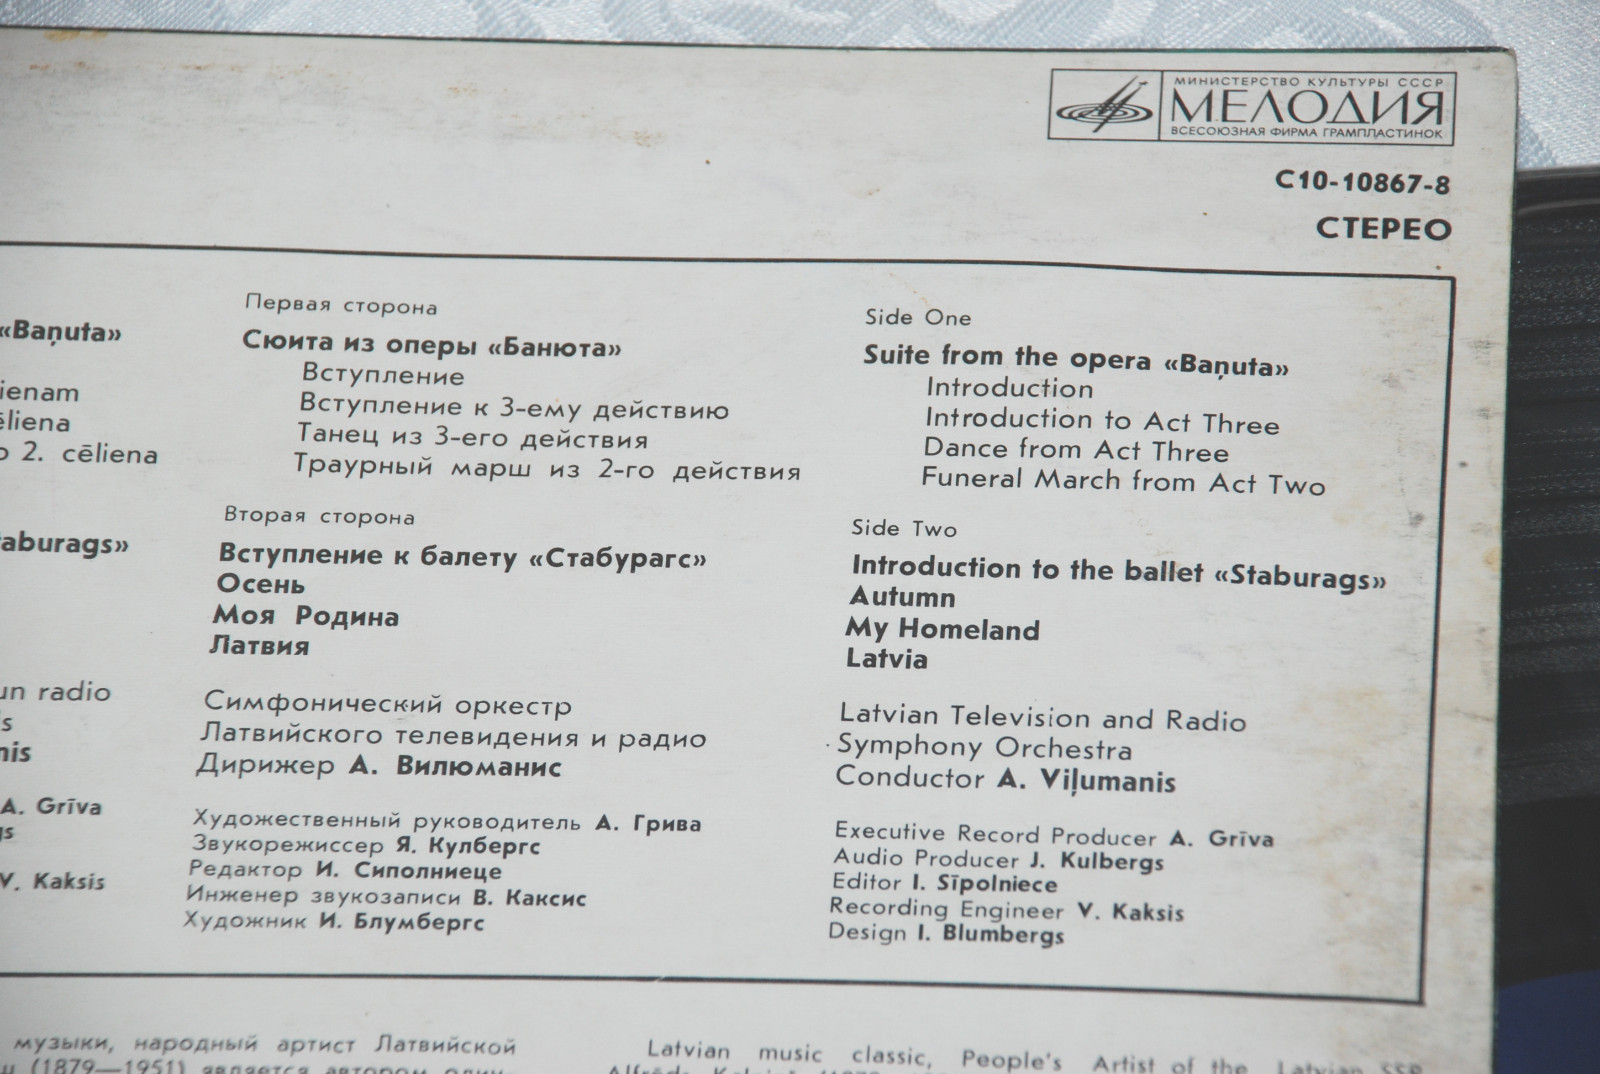 МИНИСТЕРСТВО КУЛЬТУРЫ СССР
МЕЛОДИЯ
ВСЕСОЮЗНАЯ ФИРМА ГРАМПЛАСТИНОК
С10-10867-8
СТЕРЕО
«Baņuta»
ienam
ēliena
o 2. cēliena
aburags»
un radio
s
nis
A. Grīva
gs
V. Kaksis
Первая сторона
Сюита из оперы «Банюта»
Вступление
Вступление к 3-ему действию
Танец из 3-его действия
Траурный марш из 2-го действия
Вторая сторона
Вступление к балету «Стабурагс»
Осень
Моя Родина
Латвия
Симфонический оркестр
Латвийского телевидения и радио
Дирижер А. Вилюманис
Художественный руководитель А. Грива
Звукорежиссер Я. Кулбергс
Редактор И. Сиполниеце
Инженер звукозаписи В. Каксис
Художник И. Блумбергс
Side One
Suite from the opera «Baņuta»
Introduction
Introduction to Act Three
Dance from Act Three
Funeral March from Act Two
Side Two
Introduction to the ballet «Staburags»
Autumn
My Homeland
Latvia
Latvian Television and Radio
Symphony Orchestra
Conductor A. Viļumanis
Executive Record Producer A. Grīva
Audio Producer J. Kulbergs
Editor I. Sīpolniece
Recording Engineer V. Kaksis
Design I. Blumbergs
музыки, народный артист Латвийской
(1879—1951) является автором
Latvian music classic, People's Artist of the Latvian SSR